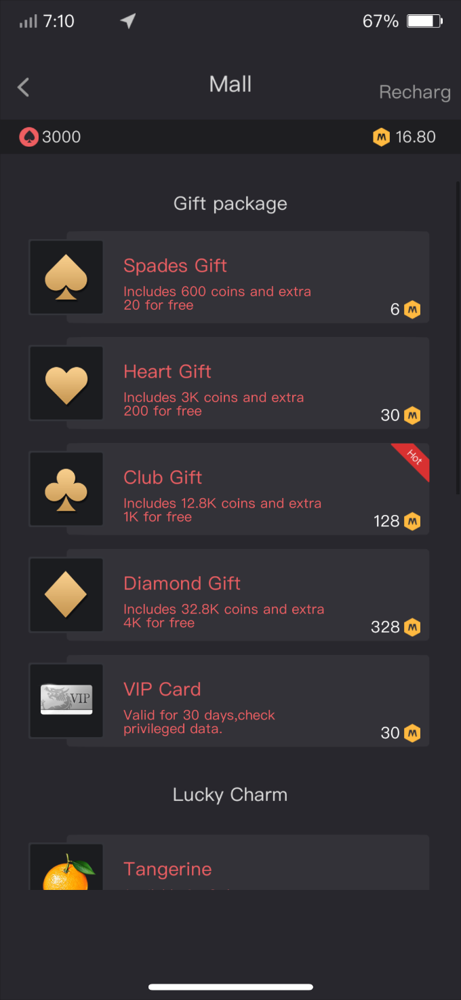 7:10
67%
Mall
Recharg
3000
16.80
Gift package
Spades Gift
Includes 600 coins and extra
20 for free
6
Heart Gift
Includes 3K coins and extra
200 for free
30
Hot
Club Gift
Includes 12.8K coins and extra
1K for free
128
Diamond Gift
Includes 32.8K coins and extra
4K for free
328
VIP
VIP Card
Valid for 30 days,check
privileged data.
30
Lucky Charm
Tangerine